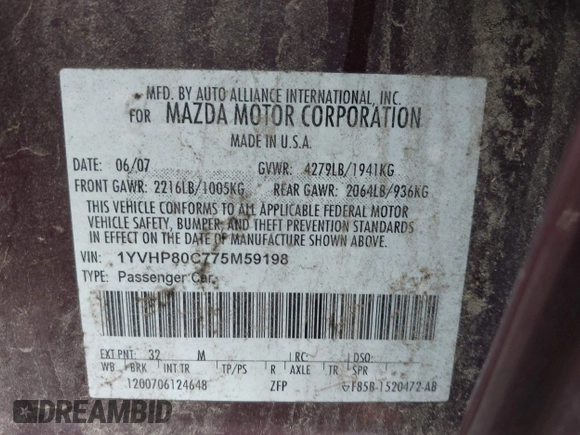 MFD. BY AUTO ALLIANCE INTERNATIONAL, INC.
FOR MAZDA MOTOR CORPORATION
MADE IN U.S.A.
DATE: 06/07 GVWR: 4279LB/1941KG
FRONT GAWR: 2216LB/1005KG REAR GAWR: 2064LB/936KG
THIS VEHICLE CONFORMS TO ALL APPLICABLE FEDERAL MOTOR
VEHICLE SAFETY, BUMPER, AND THEFT PREVENTION STANDARDS
IN EFFECT ON THE DATE OF MANUFACTURE SHOWN ABOVE.
VIN: 1YVHP80C775M59198
TYPE: Passenger Car
EXT PNT: 32 M RC: DSO:
WB BRK INT TR TP/PS R AXLE TR SPR
1200706124648 ZFP F85B-1520472-AB
DREAMBID